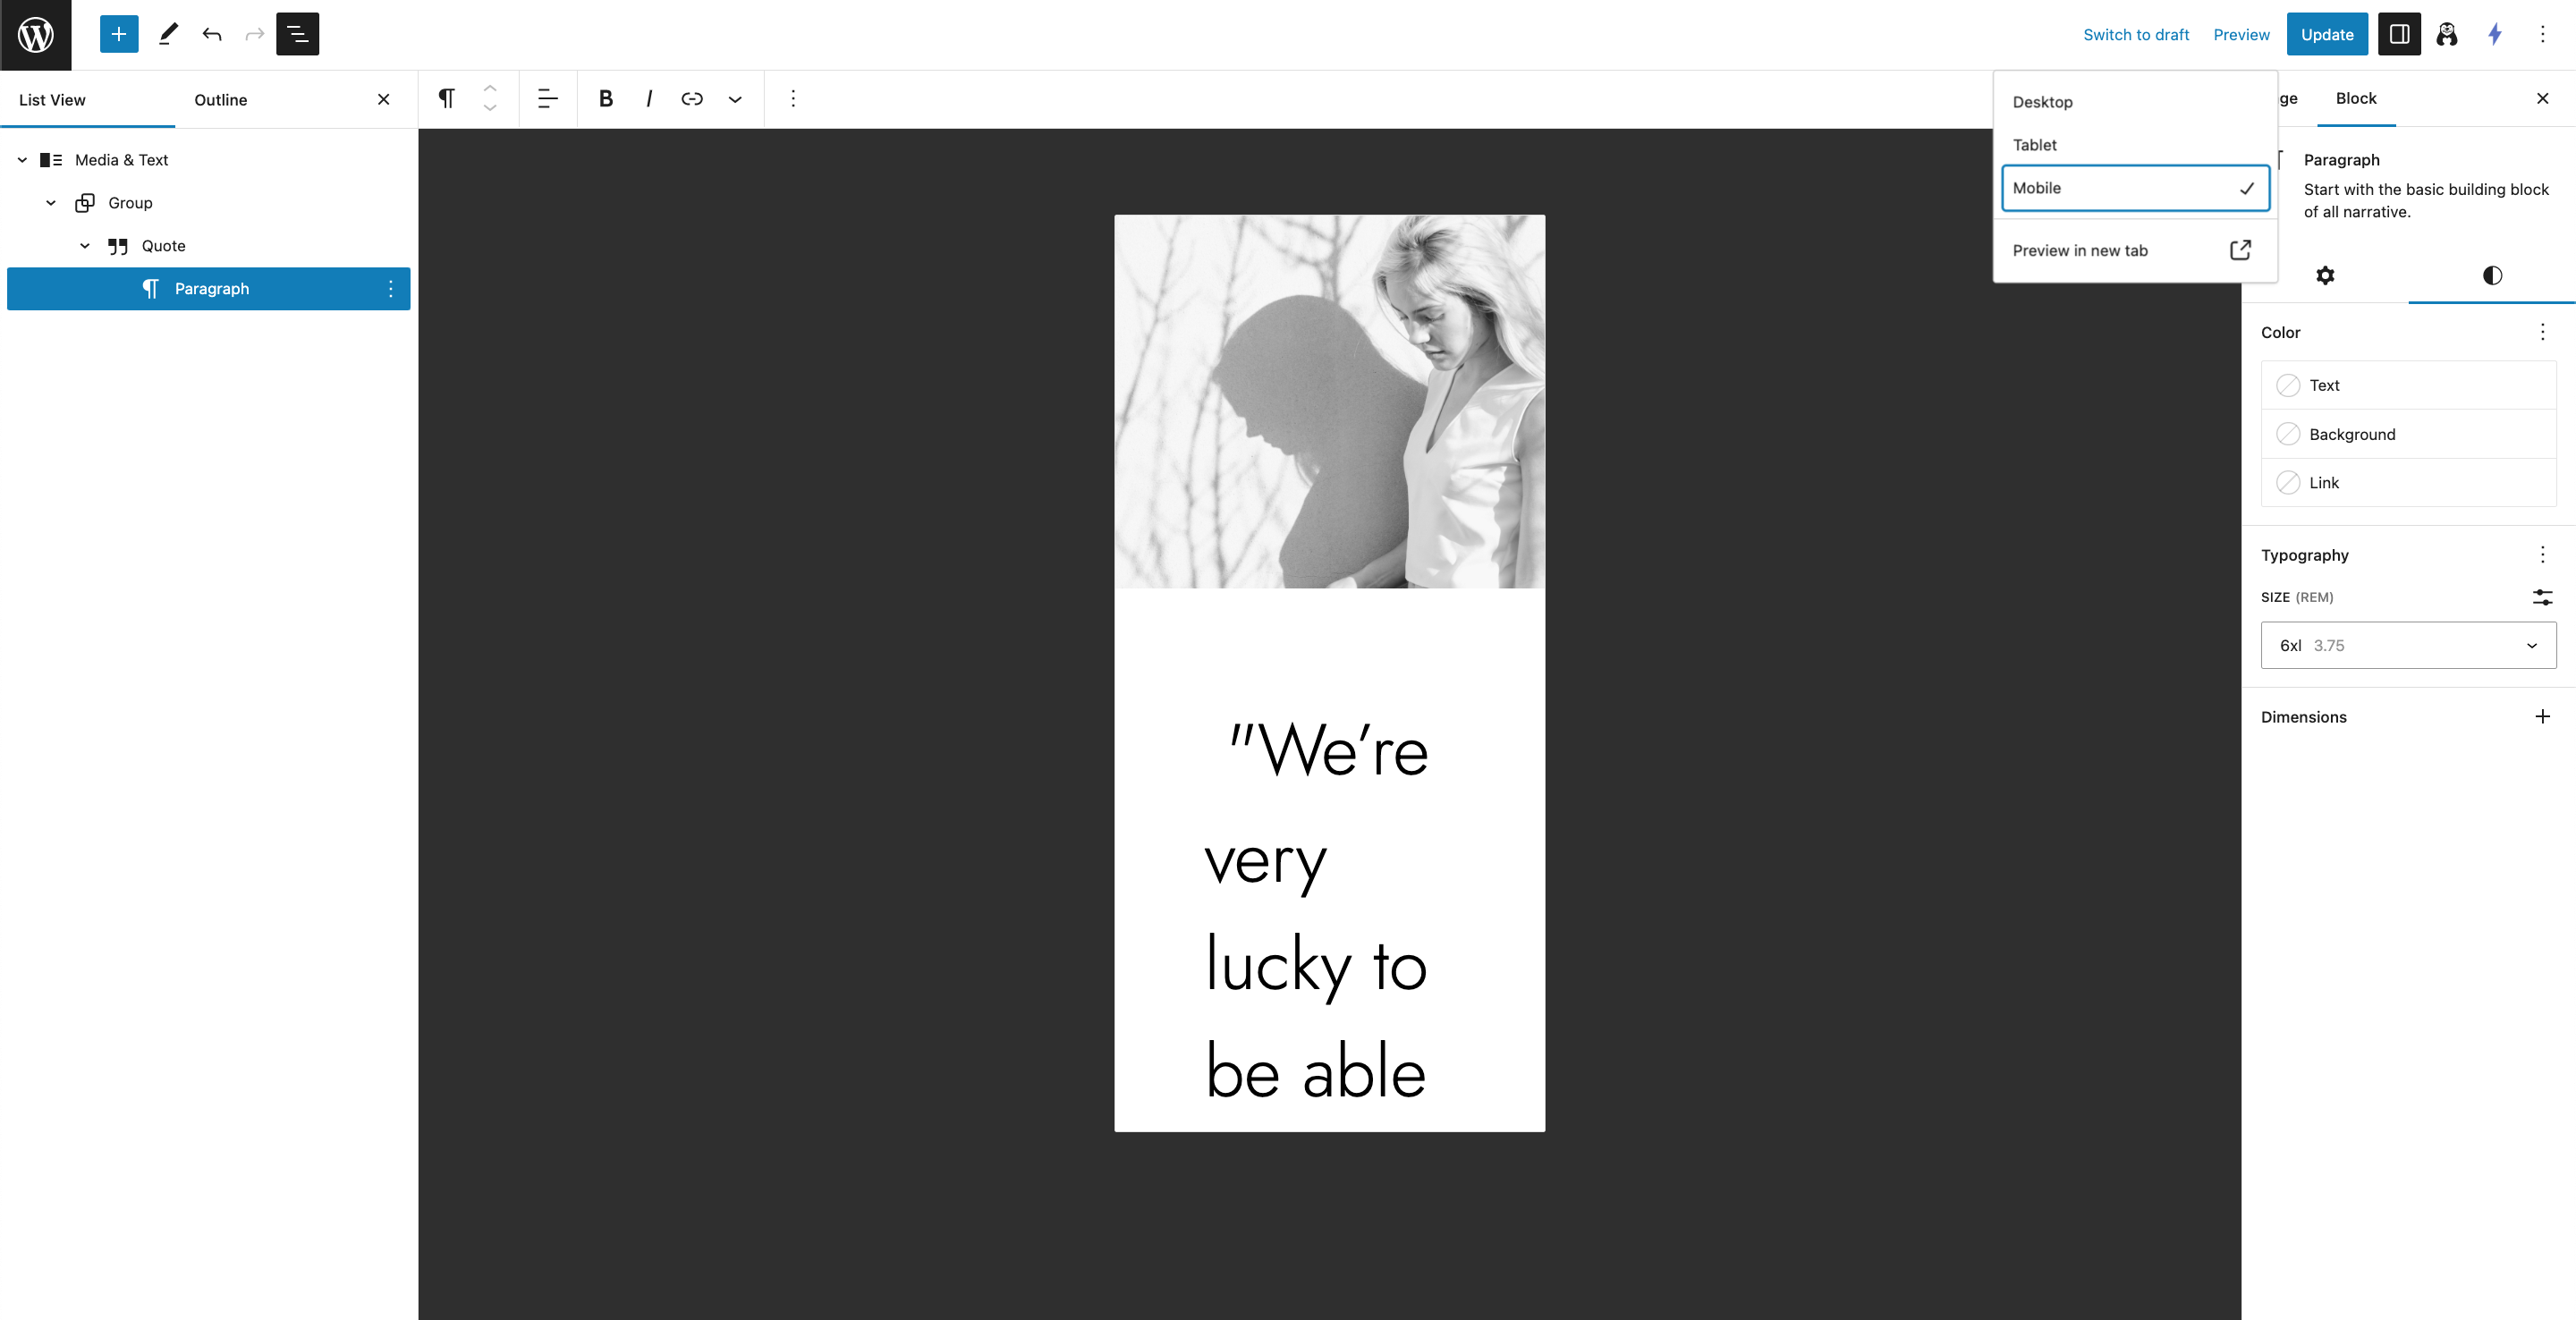 Switch to draft
Preview
Update
List View
Outline
B
I
Desktop
Tablet
Mobile
Preview in new tab
ge
Block
Media & Text
Group
Quote
Paragraph
Paragraph
Start with the basic building block
of all narrative.
Color
Text
Background
Link
Typography
SIZE (REM)
6xl 3.75
Dimensions
"We're
very
lucky to
be able